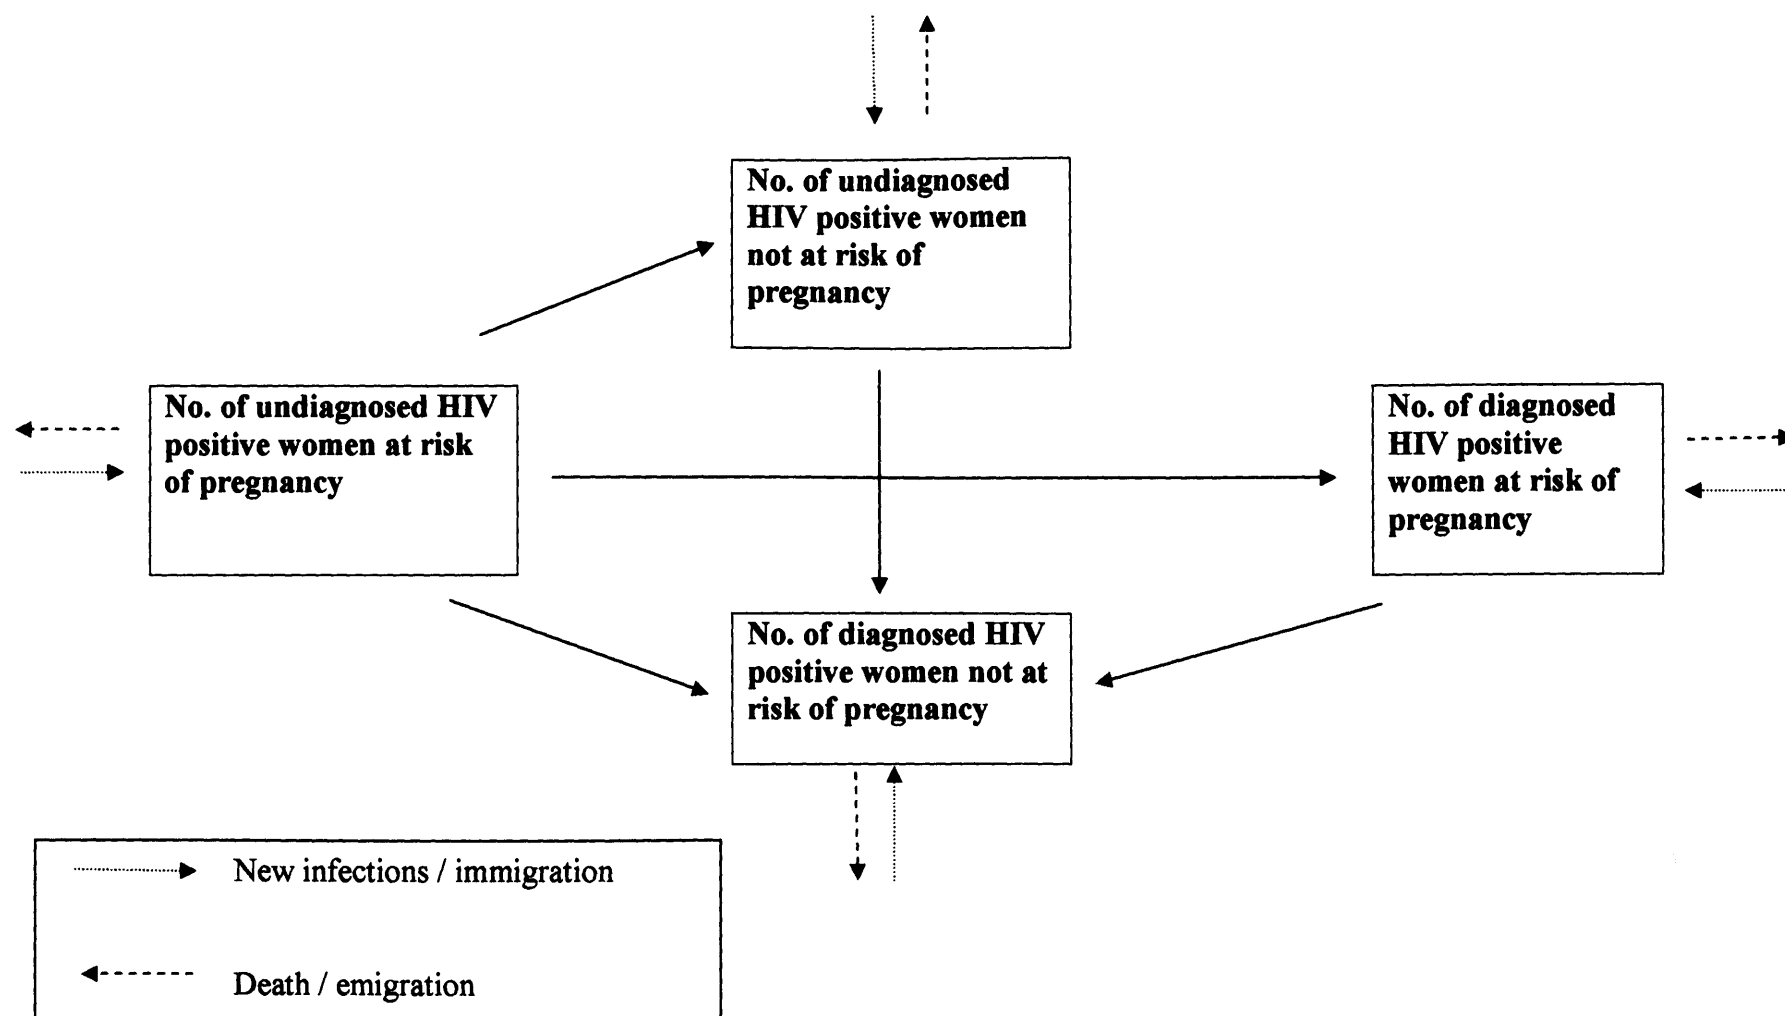 No. of undiagnosed
HIV positive women
not at risk of
pregnancy
No. of undiagnosed HIV
positive women at risk
of pregnancy
No. of diagnosed
HIV positive
women at risk of
pregnancy
No. of diagnosed HIV
positive women not at
risk of pregnancy
New infections / immigration
Death / emigration